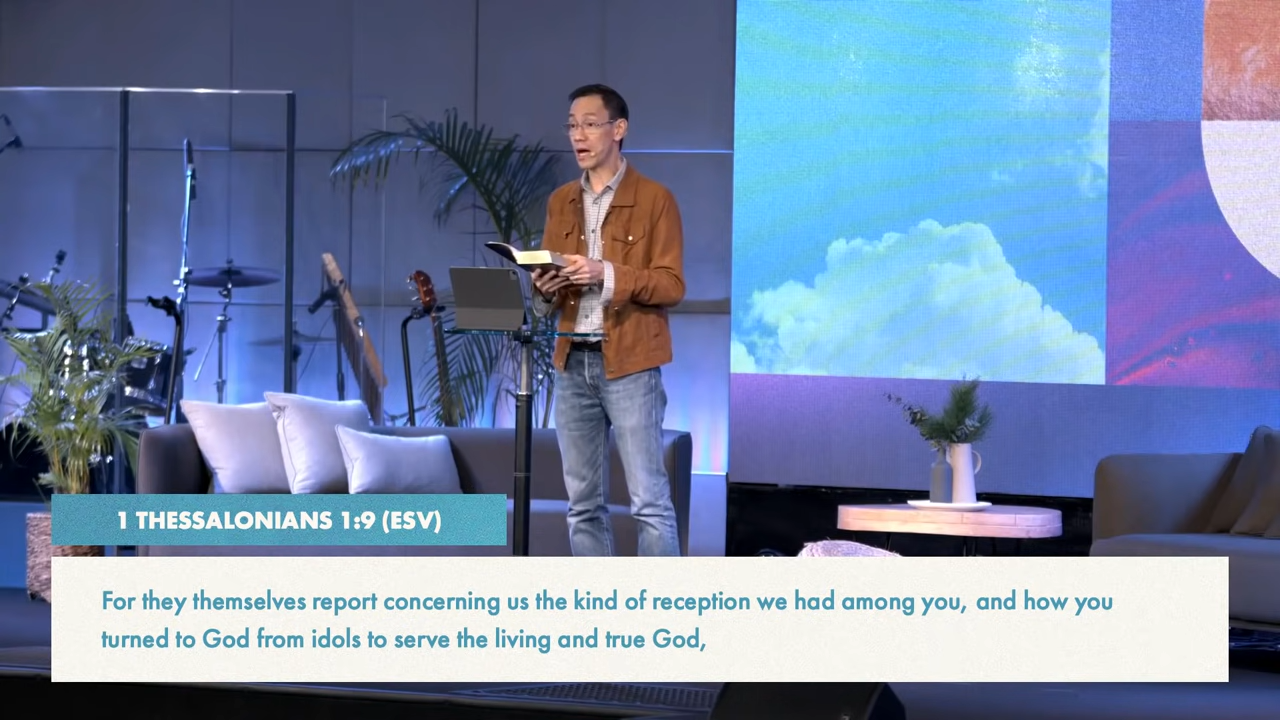 1 THESSALONIANS 1:9 (ESV)
For they themselves report concerning us the kind of reception we had among you, and how you
turned to God from idols to serve the living and true God,